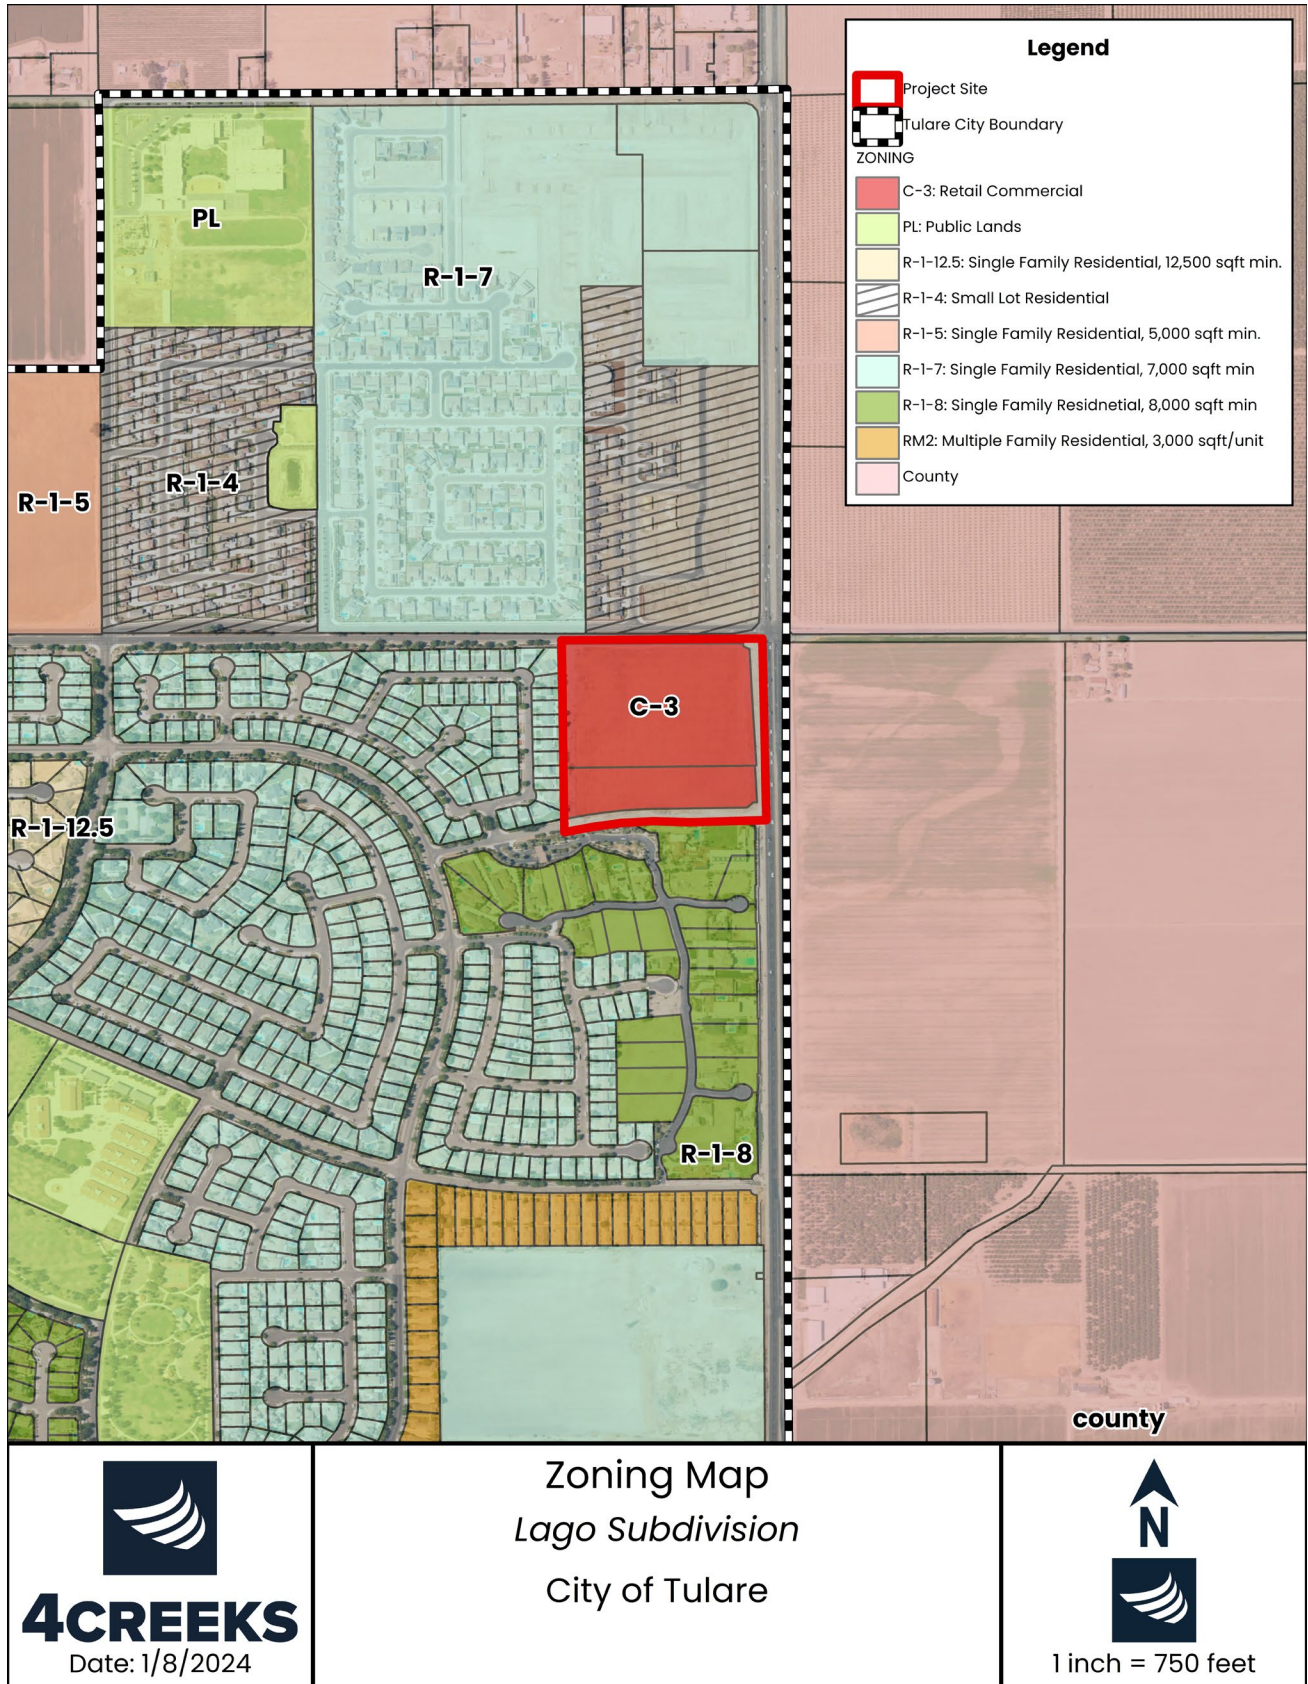 Legend
Project Site
Tulare City Boundary
ZONING
C-3: Retail Commercial
PL: Public Lands
R-1-12.5: Single Family Residential, 12,500 sqft min.
R-1-4: Small Lot Residential
R-1-5: Single Family Residential, 5,000 sqft min.
R-1-7: Single Family Residential, 7,000 sqft min
R-1-8: Single Family Residnetial, 8,000 sqft min
RM2: Multiple Family Residential, 3,000 sqft/unit
County
PL
R-1-7
R-1-4
R-1-5
C-3
R-1-12.5
R-1-8
county
4CREEKS
Date: 1/8/2024
Zoning Map
Lago Subdivision
City of Tulare
N
1 inch = 750 feet